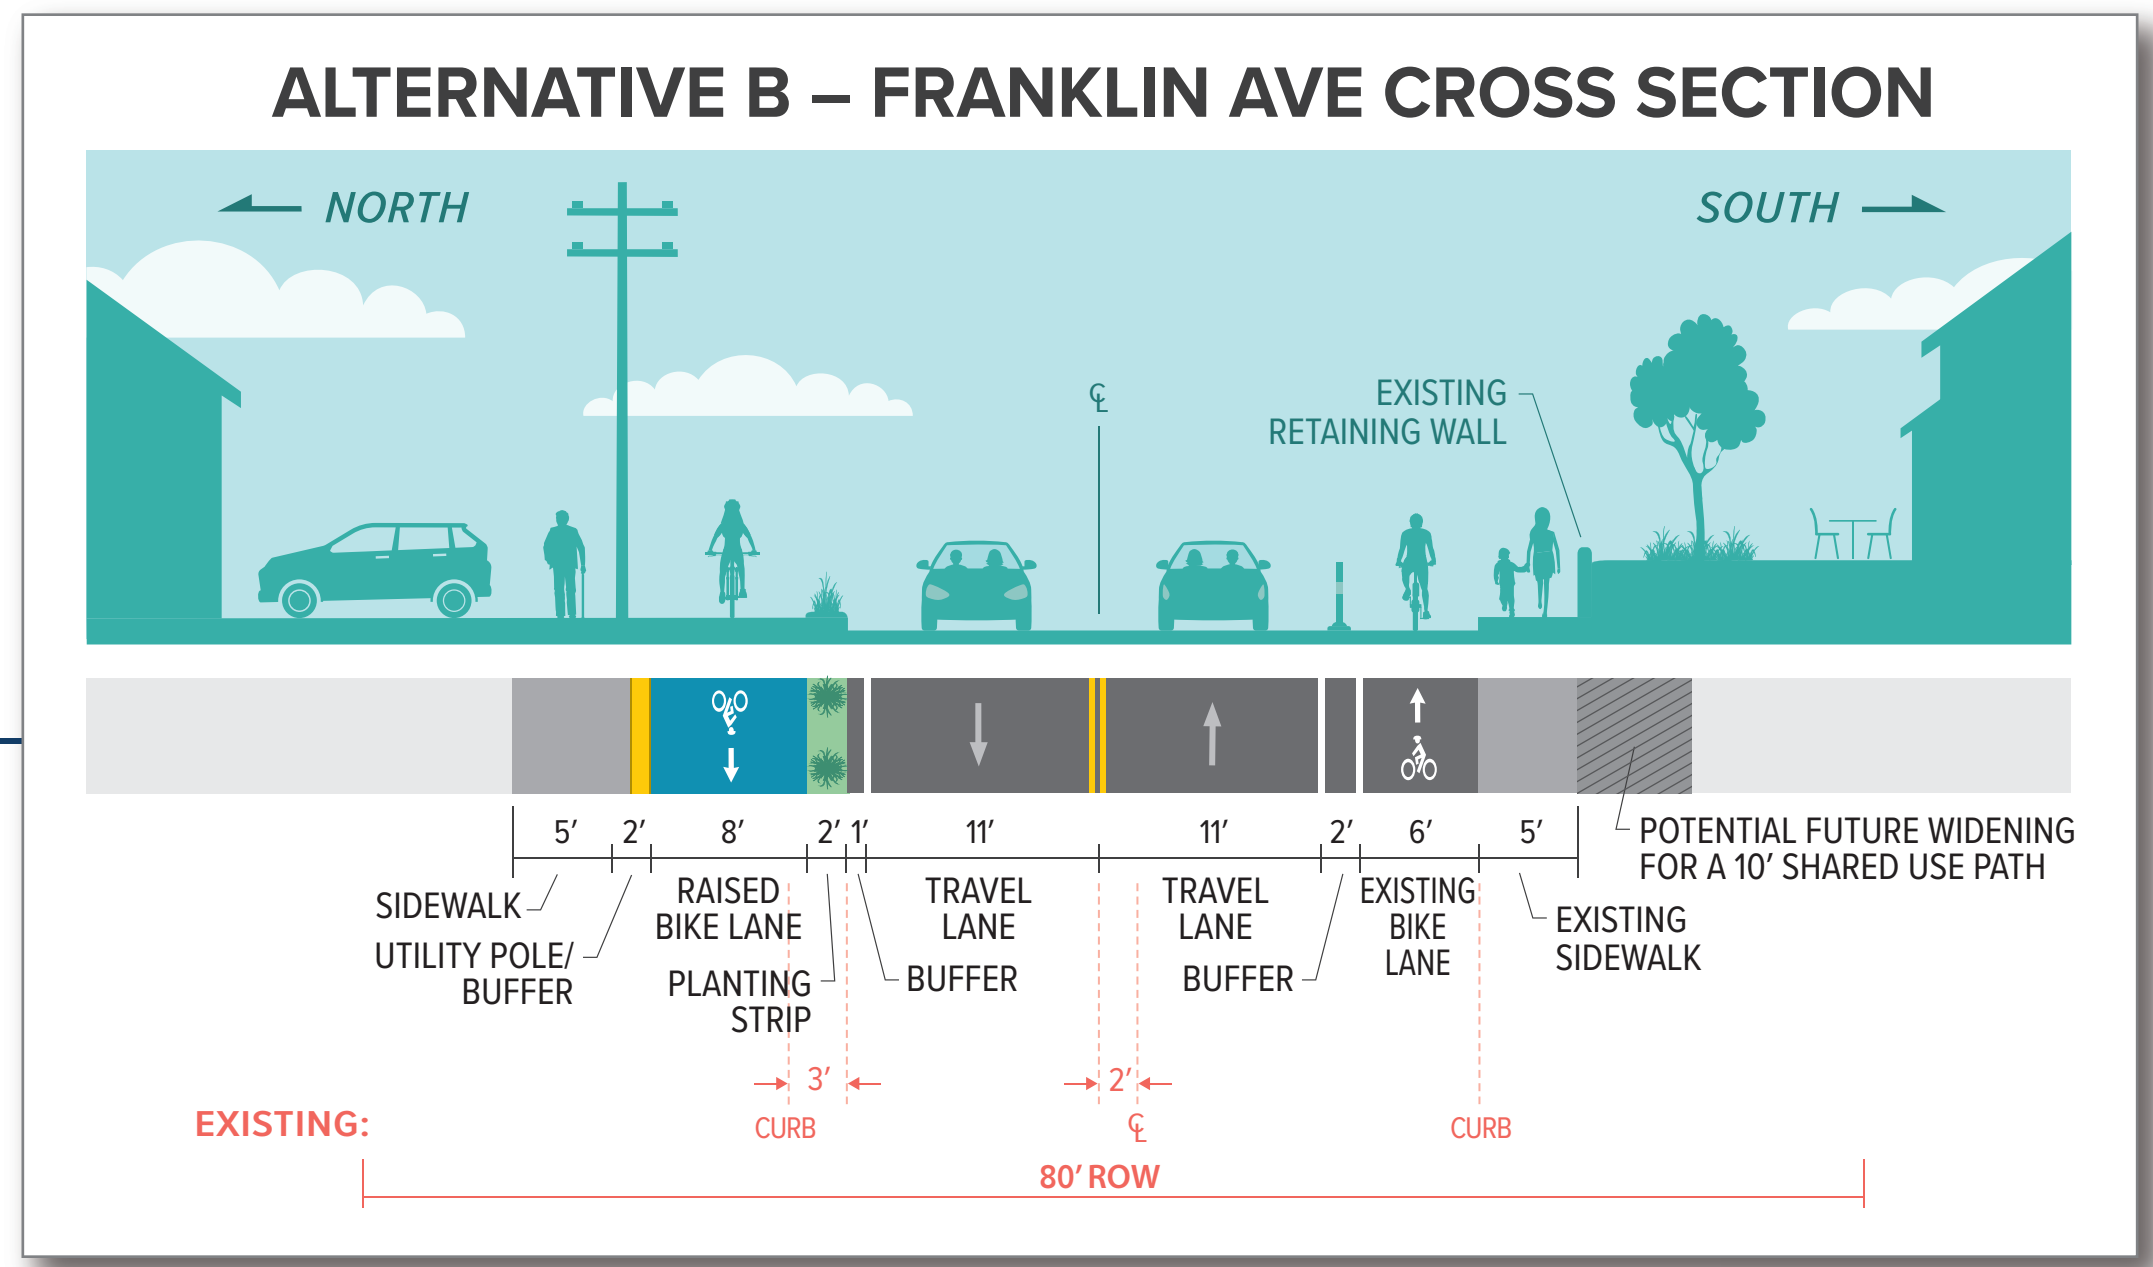 ALTERNATIVE B – FRANKLIN AVE CROSS SECTION
NORTH
SOUTH
℄
EXISTING
RETAINING WALL
5′ 2′ 8′ 2′ 1′ 11′ 11′ 2′ 6′ 5′
POTENTIAL FUTURE WIDENING
FOR A 10′ SHARED USE PATH
SIDEWALK
UTILITY POLE/
BUFFER
RAISED
BIKE LANE
PLANTING
STRIP
BUFFER
TRAVEL
LANE
TRAVEL
LANE
BUFFER
EXISTING
BIKE
LANE
EXISTING
SIDEWALK
3′
2′
EXISTING:
CURB
℄
CURB
80′ ROW